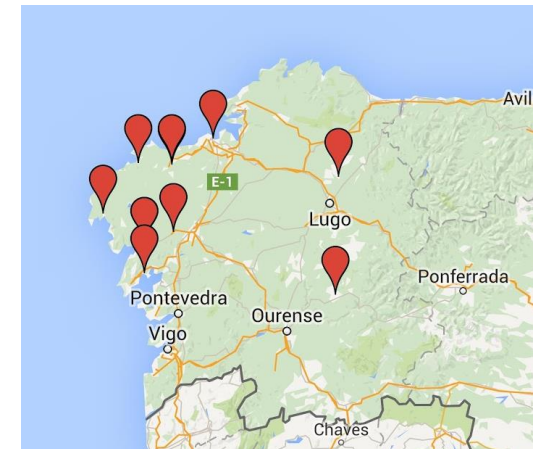 Avil
E-1
Lugo
Ponferrada
Pontevedra
Ourense
Vigo
Chaves